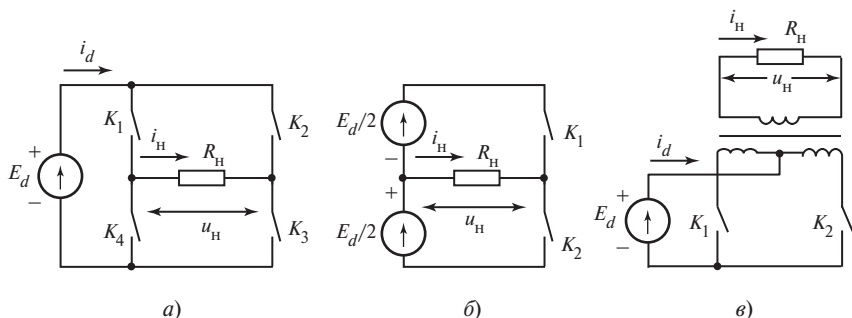 i_d
K_1
K_2
i_н
R_н
E_d
+
−
K_4
K_3
u_н
а)
E_d/2
−
i_н
R_н
K_1
+
E_d/2
u_н
K_2
б)
i_н
R_н
u_н
i_d
+
E_d
−
K_1
K_2
в)